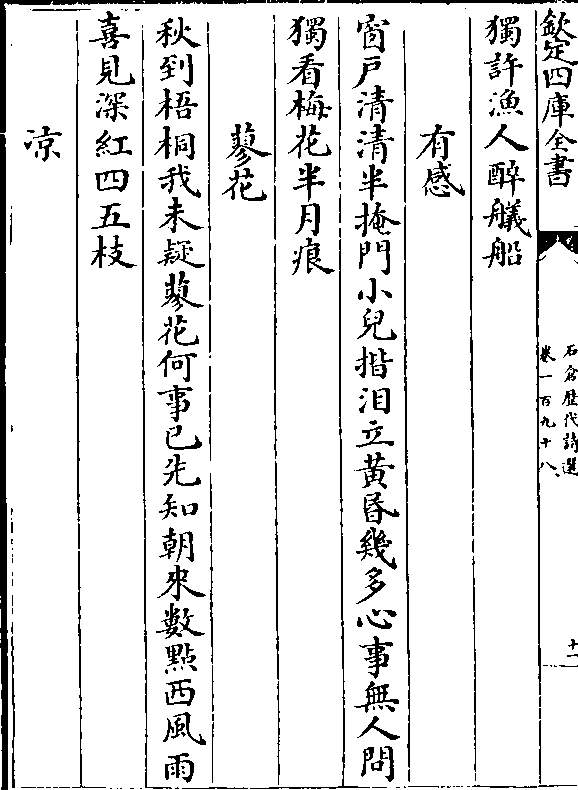 欽定四庫全書
石倉歴代詩選
卷一百九十八
十一
獨許漁人醉艤船
有感
窗戶清清半掩門小兒揩泪立黄昏幾多心事無人問
獨看梅花半月痕
蓼花
秋到梧桐我未疑蓼花何事已先知朝來數點西風雨
喜見深紅四五枝
凉